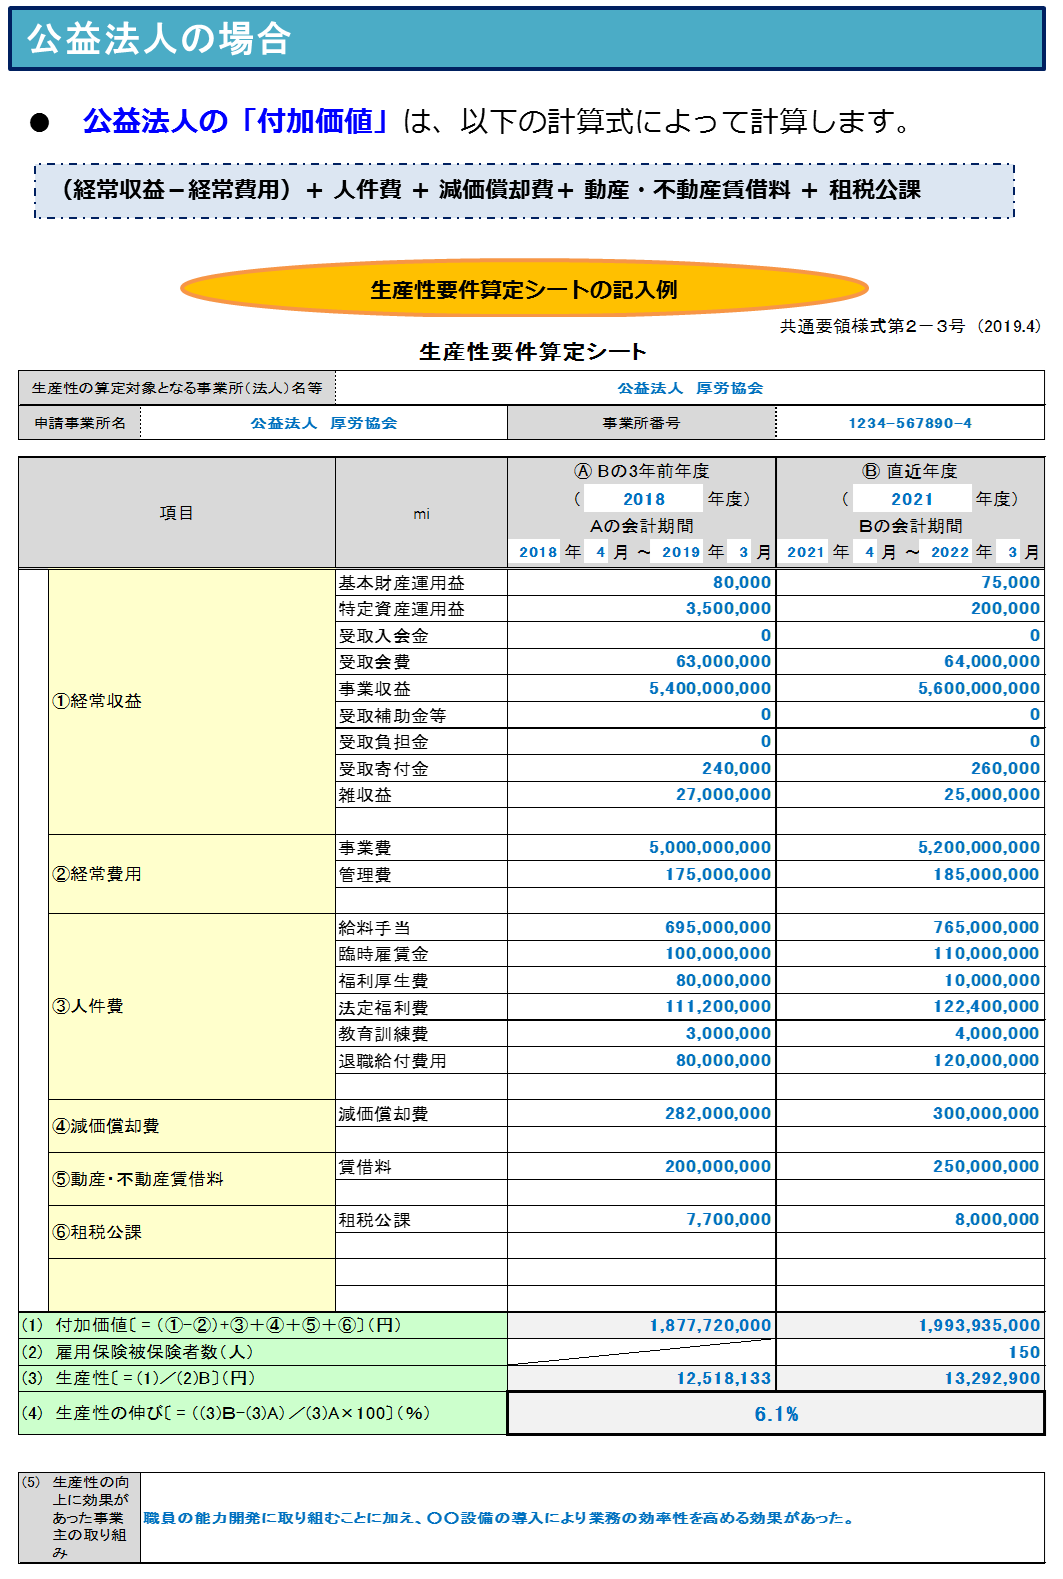 公益法人の場合
● 公益法人の「付加価値」は、以下の計算式によって計算します。
（経常収益－経常費用）＋ 人件費 ＋ 減価償却費＋ 動産・不動産賃借料 ＋ 租税公課
生産性要件算定シートの記入例
共通要領様式第２－３号（2019.4）
生産性要件算定シート
生産性の算定対象となる事業所（法人）名等 公益法人 厚労協会
申請事業所名 公益法人 厚労協会 事業所番号 1234-567890-4
項目 mi
Ⓐ Bの3年前年度 Ⓑ 直近年度
（ 2018 年度） （ 2021 年度）
Aの会計期間 Bの会計期間
2018 年 4 月 ～ 2019 年 3 月 2021 年 4 月 ～ 2022 年 3 月
①経常収益
基本財産運用益 80,000 75,000
特定資産運用益 3,500,000 200,000
受取入会金 0 0
受取会費 63,000,000 64,000,000
事業収益 5,400,000,000 5,600,000,000
受取補助金等 0 0
受取負担金 0 0
受取寄付金 240,000 260,000
雑収益 27,000,000 25,000,000
②経常費用
事業費 5,000,000,000 5,200,000,000
管理費 175,000,000 185,000,000
③人件費
給料手当 695,000,000 765,000,000
臨時雇賃金 100,000,000 110,000,000
福利厚生費 80,000,000 10,000,000
法定福利費 111,200,000 122,400,000
教育訓練費 3,000,000 4,000,000
退職給付費用 80,000,000 120,000,000
④減価償却費
減価償却費 282,000,000 300,000,000
⑤動産・不動産賃借料
賃借料 200,000,000 250,000,000
⑥租税公課
租税公課 7,700,000 8,000,000
(1) 付加価値〔＝（①-②)＋③＋④＋⑤＋⑥〕（円） 1,877,720,000 1,993,935,000
(2) 雇用保険被保険者数（人） 150
(3) 生産性〔＝(1)／(2)B〕（円） 12,518,133 13,292,900
(4) 生産性の伸び〔＝（(3)B-(3)A）／(3)A×100〕（％） 6.1%
(5) 生産性の向
上に効果が
あった事業
主の取り組
み
職員の能力開発に取り組むことに加え、〇〇設備の導入により業務の効率性を高める効果があった。